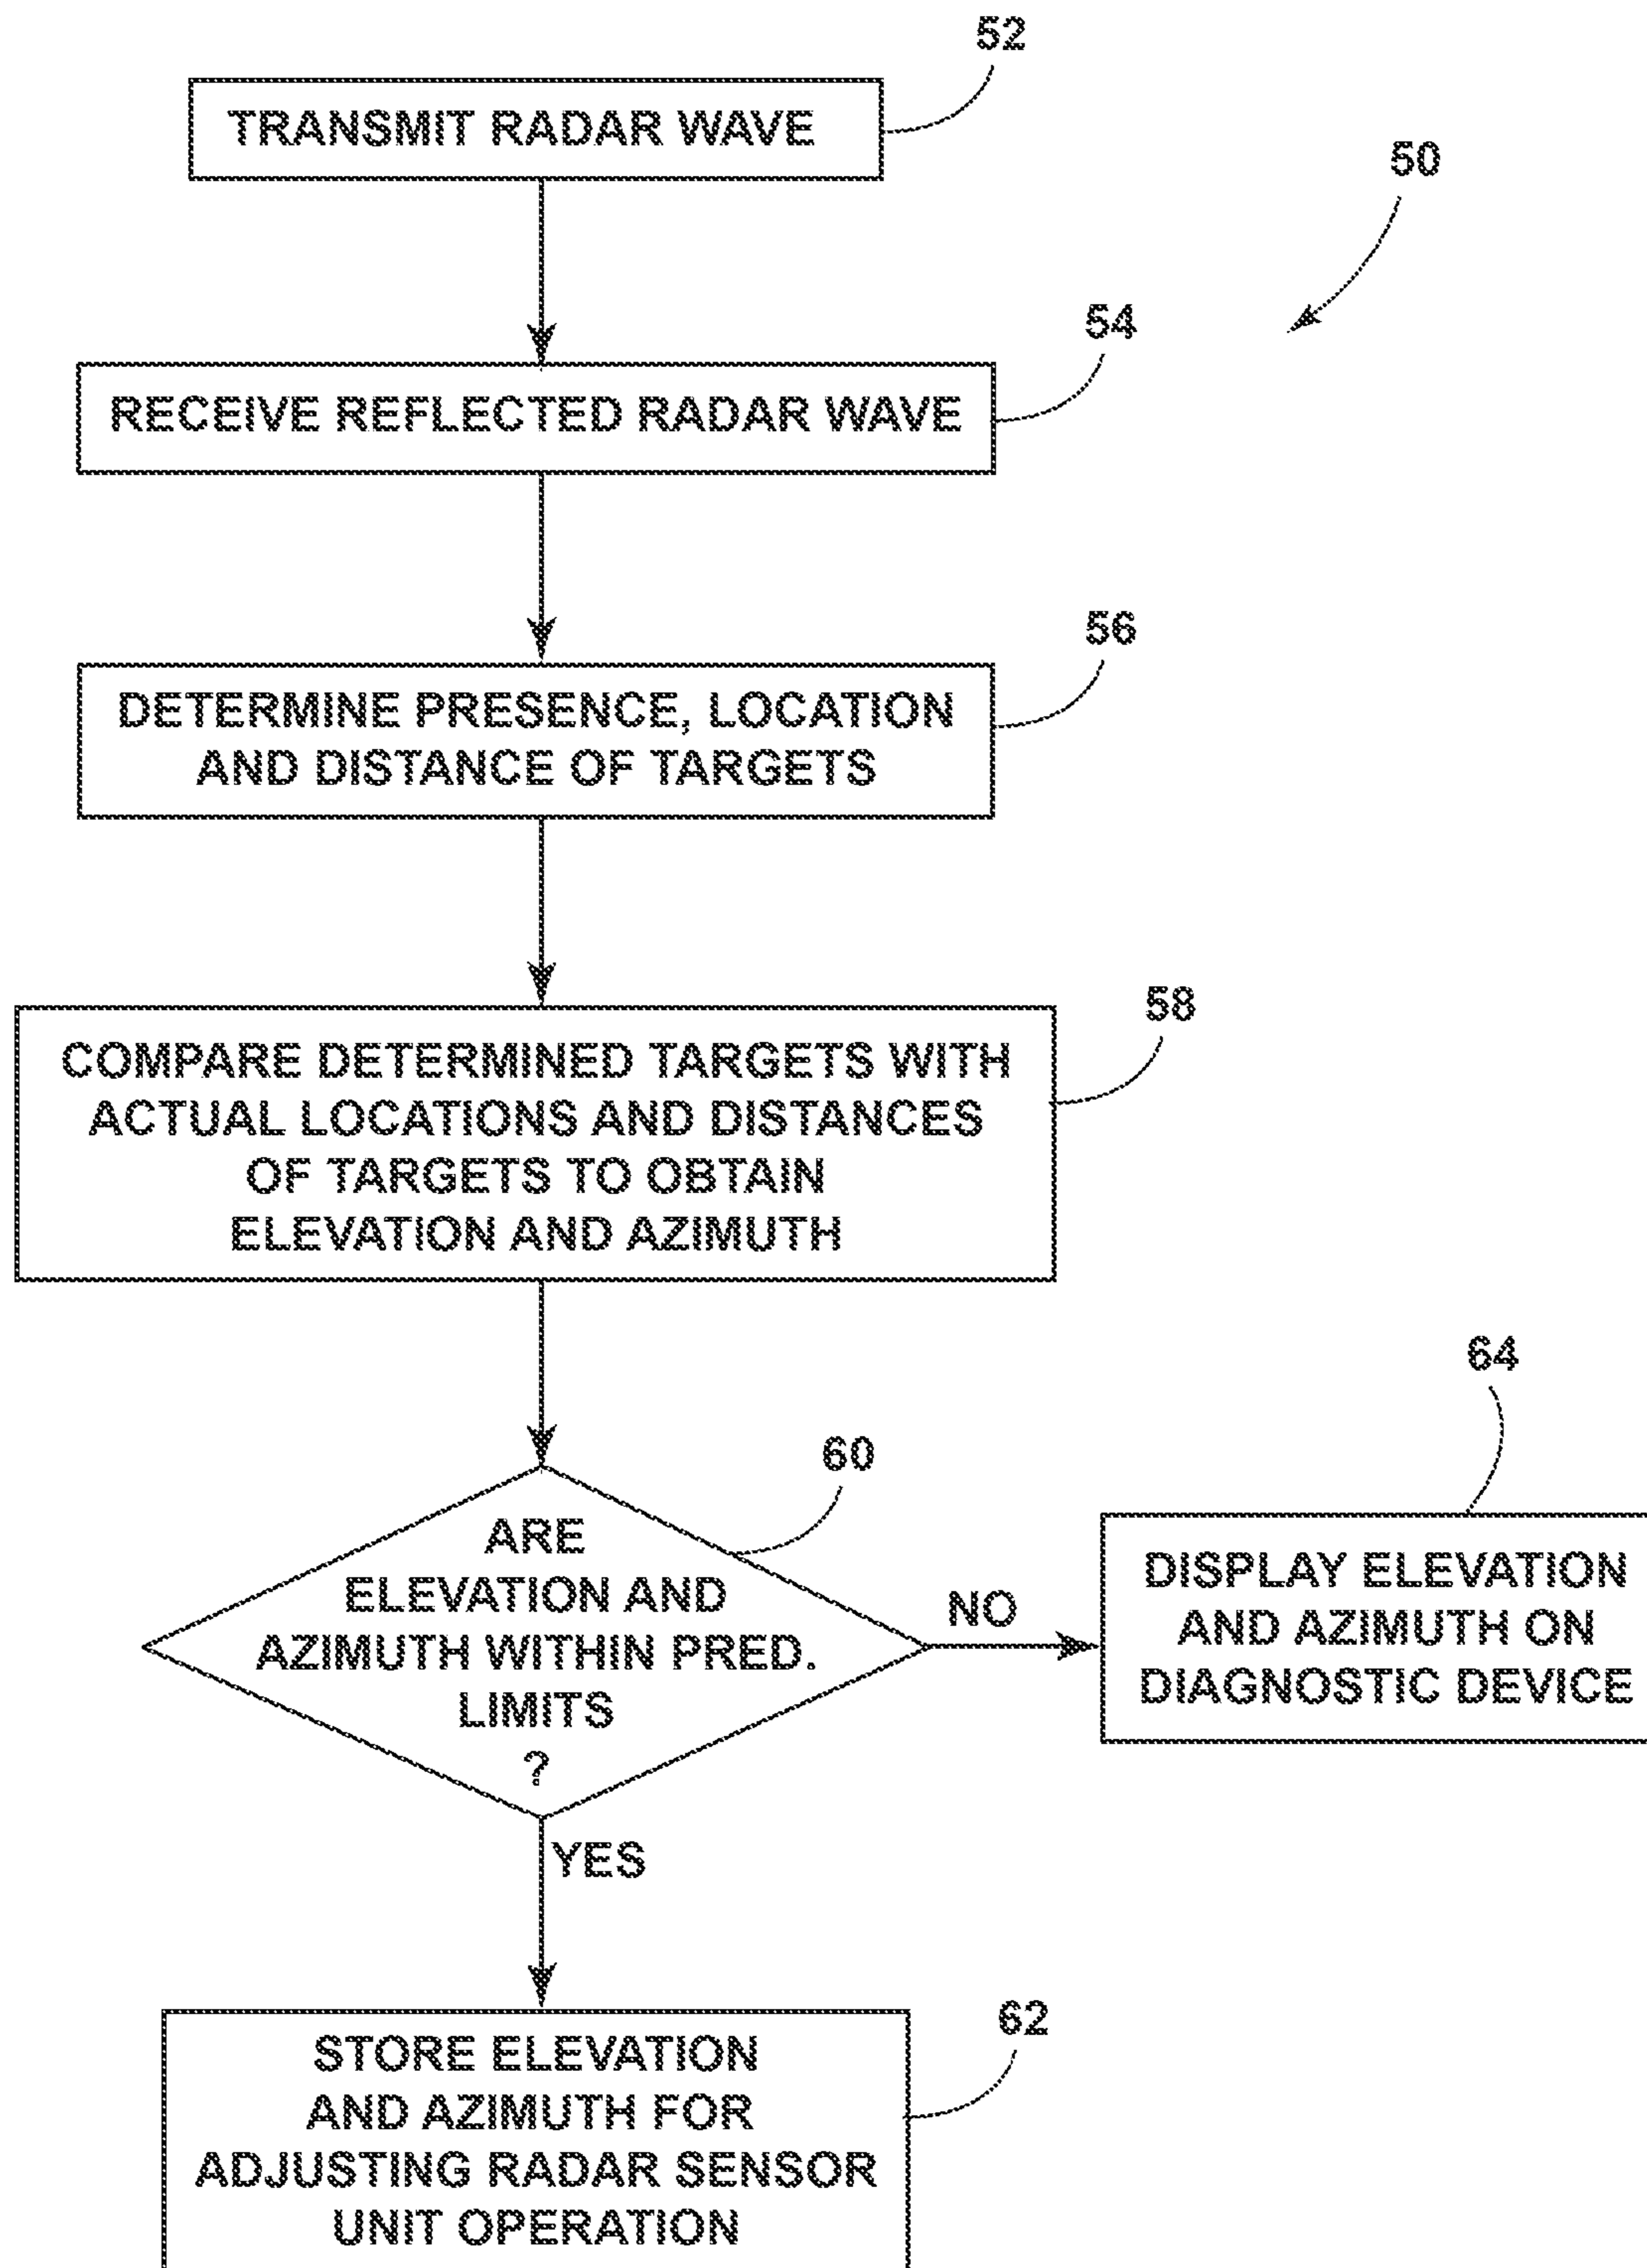 52
TRANSMIT RADAR WAVE
50
54
RECEIVE REFLECTED RADAR WAVE
56
DETERMINE PRESENCE, LOCATION
AND DISTANCE OF TARGETS
58
COMPARE DETERMINED TARGETS WITH
ACTUAL LOCATIONS AND DISTANCES
OF TARGETS TO OBTAIN
ELEVATION AND AZIMUTH
60
ARE
ELEVATION AND
AZIMUTH WITHIN PRED.
LIMITS
?
NO
64
DISPLAY ELEVATION
AND AZIMUTH ON
DIAGNOSTIC DEVICE
YES
62
STORE ELEVATION
AND AZIMUTH FOR
ADJUSTING RADAR SENSOR
UNIT OPERATION